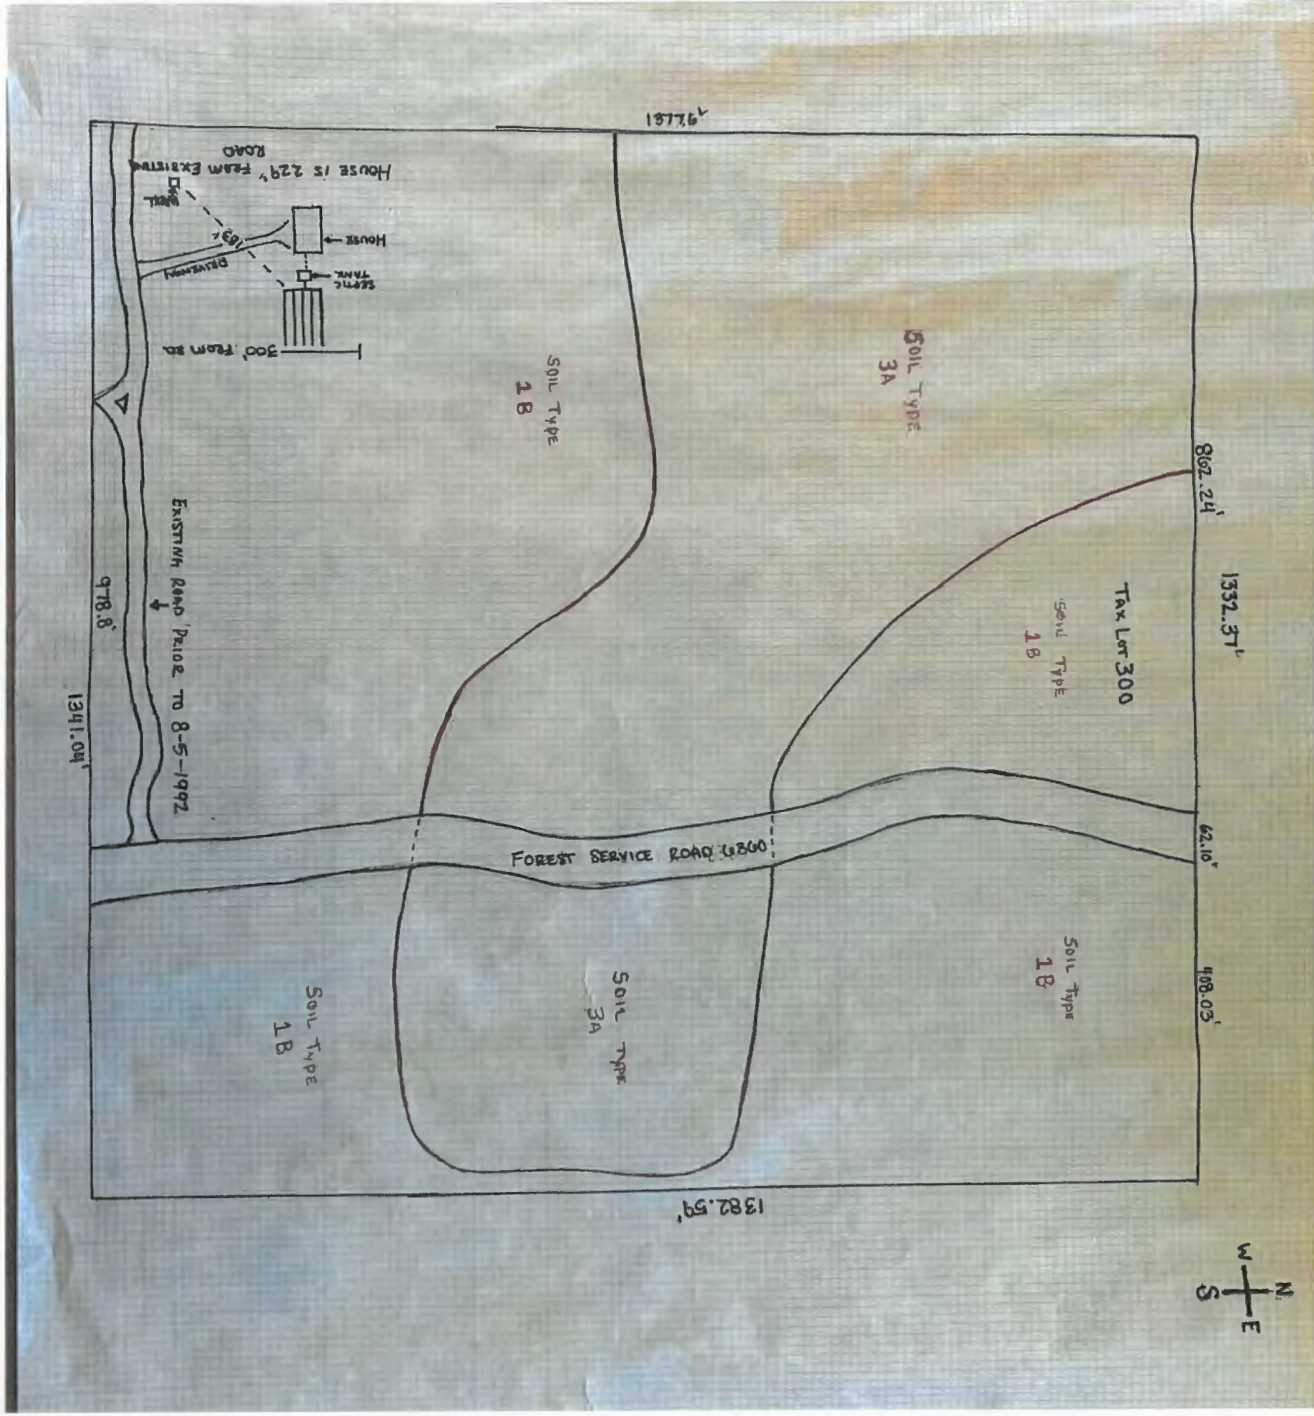 1377.6'
HOUSE IS 229' FROM EXSISTING
ROAD
WELL
183'
DRIVEWAY
HOUSE
SEPTIC
TANK
300' FROM RD
SOIL TYPE
1B
SOIL TYPE
3A
862.24'
1332.37'
TAX LOT 300
SOIL TYPE
1B
EXISTING ROAD PRIOR TO 8-5-1992
978.8'
1341.04'
FOREST SERVICE ROAD 6360
62.10'
408.03'
SOIL TYPE
1B
SOIL TYPE
3A
SOIL TYPE
1B
1382.59'
N
W
E
S